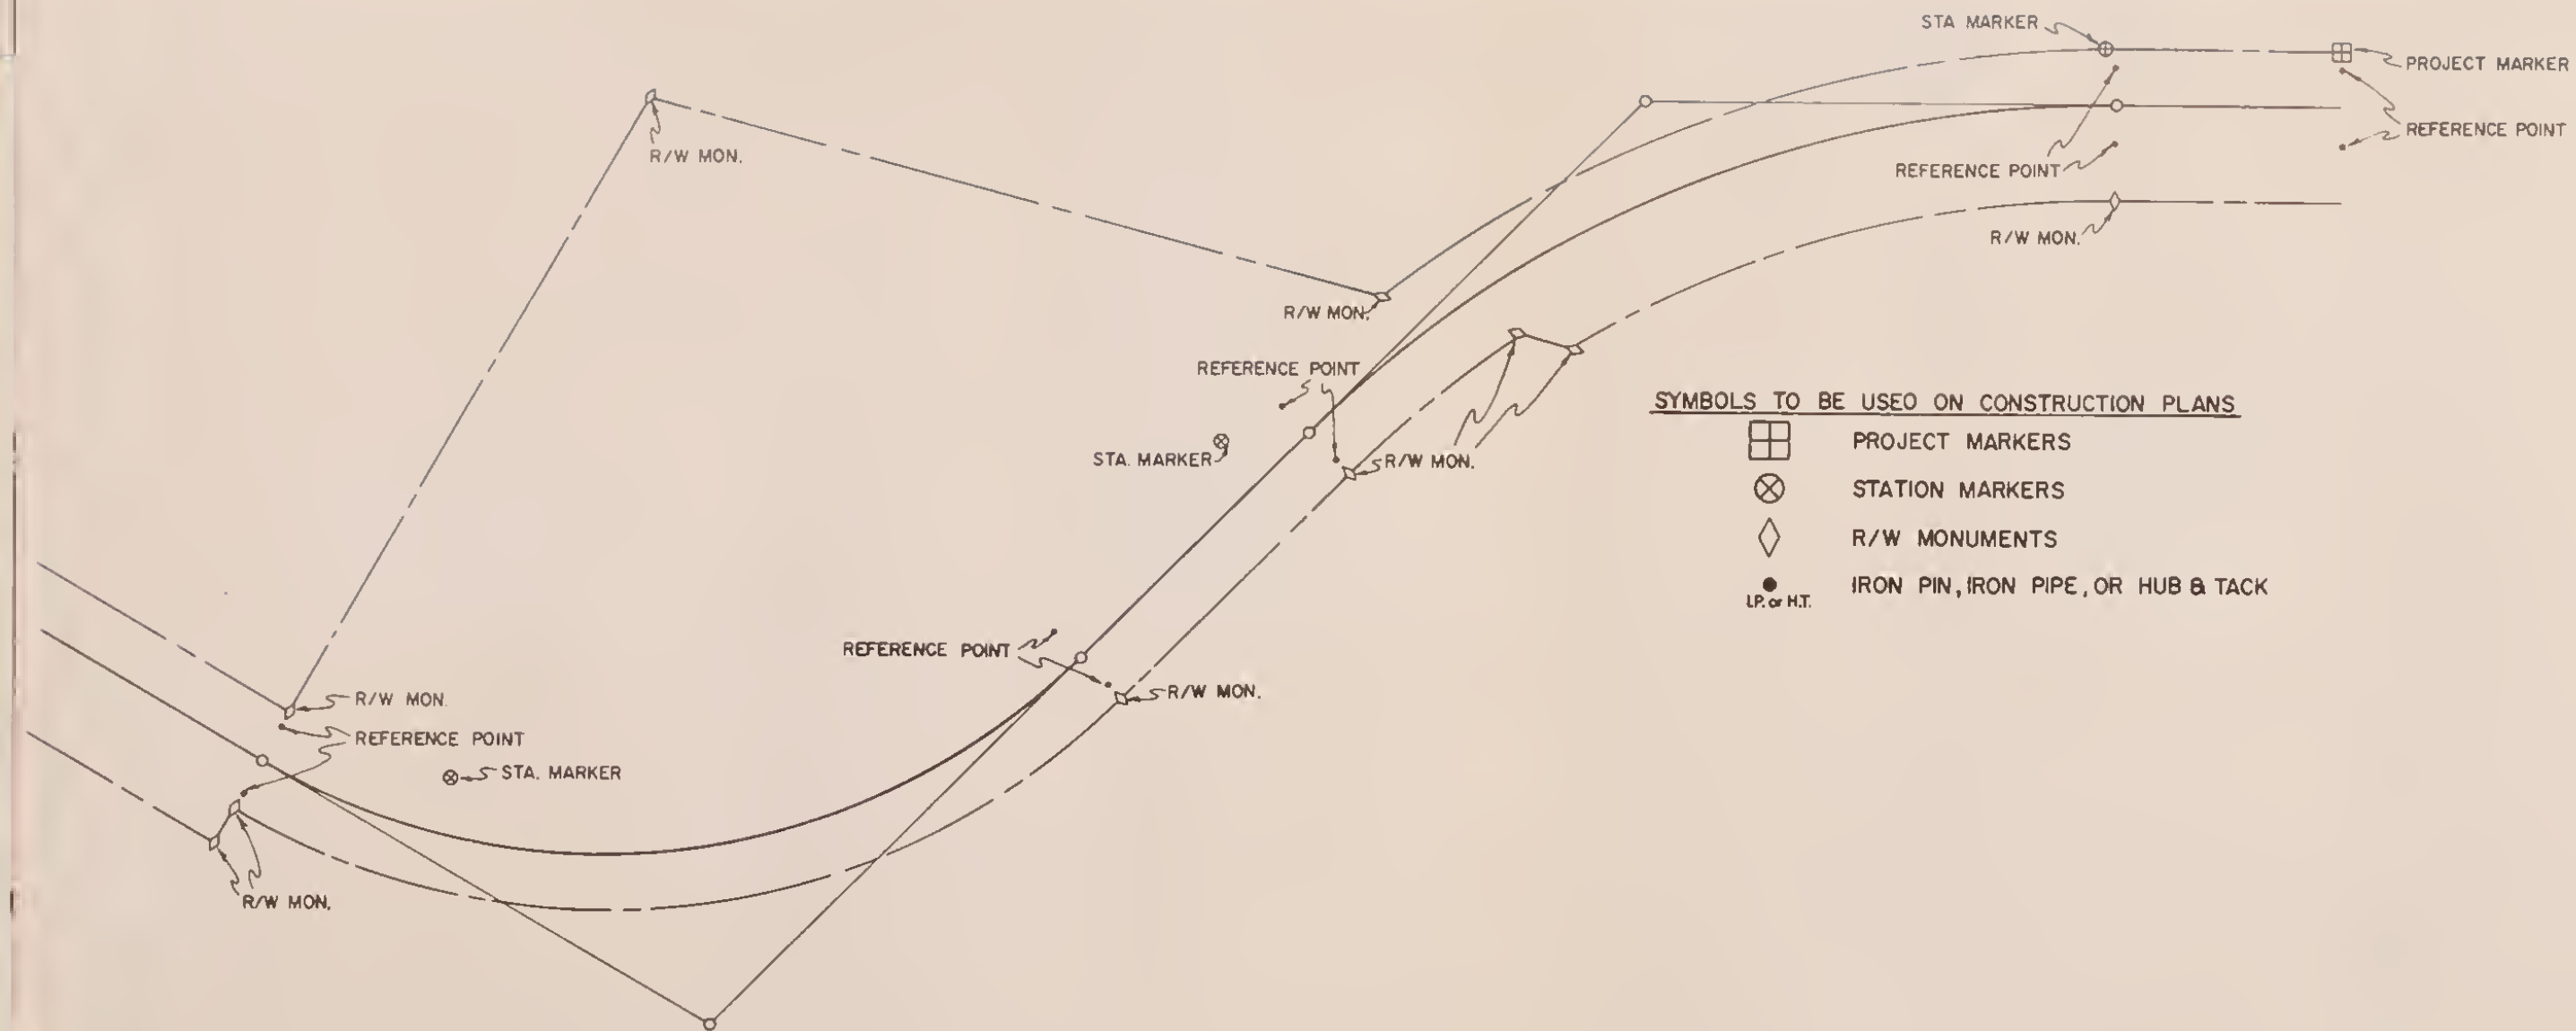 STA MARKER
PROJECT MARKER
REFERENCE POINT
R/W MON.
REFERENCE POINT
R/W MON.
R/W MON.
REFERENCE POINT
STA. MARKER
R/W MON.
SYMBOLS TO BE USED ON CONSTRUCTION PLANS
PROJECT MARKERS
STATION MARKERS
R/W MONUMENTS
I.P. or H.T. IRON PIN, IRON PIPE, OR HUB & TACK
REFERENCE POINT
R/W MON.
R/W MON.
REFERENCE POINT
STA. MARKER
R/W MON.